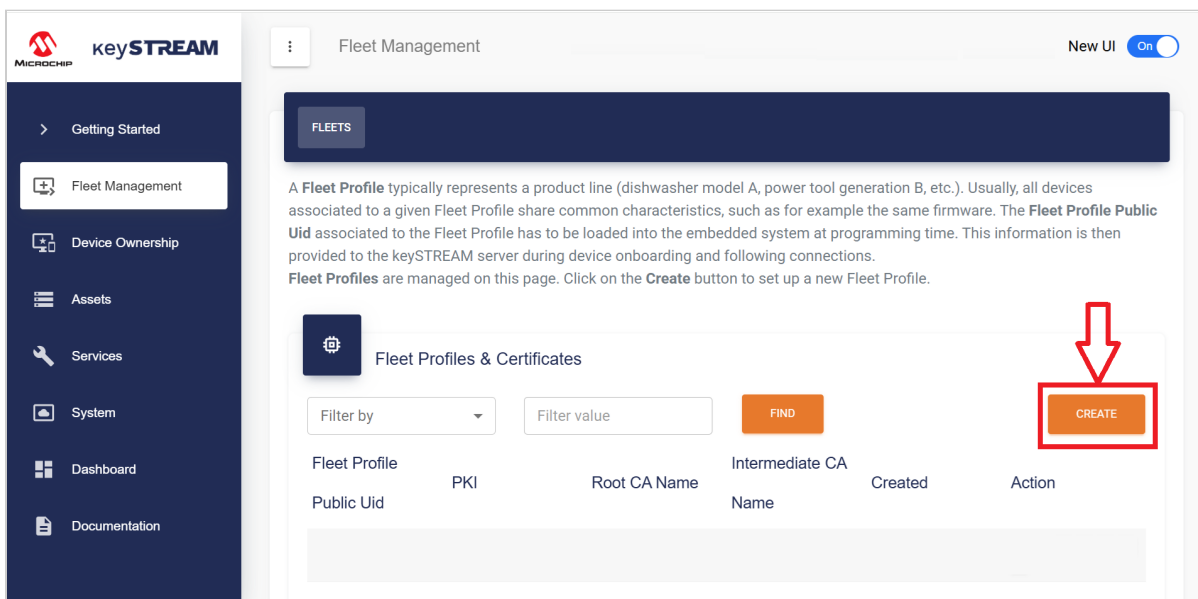 MICROCHIP
keySTREAM
Fleet Management
New UI
On
Getting Started
Fleet Management
Device Ownership
Assets
Services
System
Dashboard
Documentation
FLEETS
A Fleet Profile typically represents a product line (dishwasher model A, power tool generation B, etc.). Usually, all devices
associated to a given Fleet Profile share common characteristics, such as for example the same firmware. The Fleet Profile Public
Uid associated to the Fleet Profile has to be loaded into the embedded system at programming time. This information is then
provided to the keySTREAM server during device onboarding and following connections.
Fleet Profiles are managed on this page. Click on the Create button to set up a new Fleet Profile.
Fleet Profiles & Certificates
Filter by
Filter value
FIND
CREATE
Fleet Profile
Public Uid
PKI
Root CA Name
Intermediate CA
Name
Created
Action